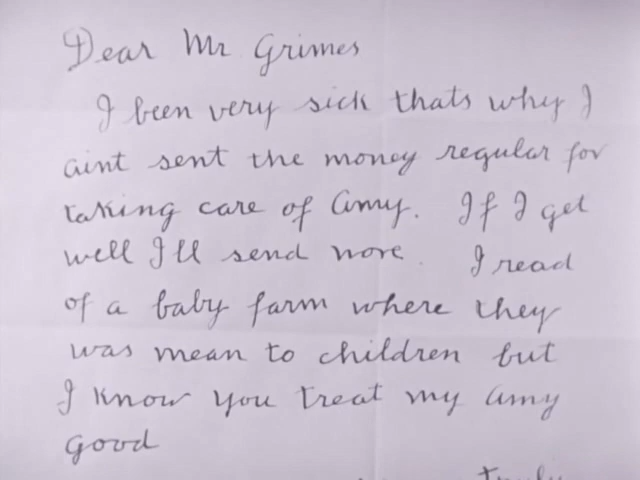 Dear Mr Grimes
I been very sick thats why I
aint sent the money regular for
taking care of Amy. If I get
well I'll send more. I read
of a baby farm where they
was mean to children but
I know you treat my Amy
good
truly